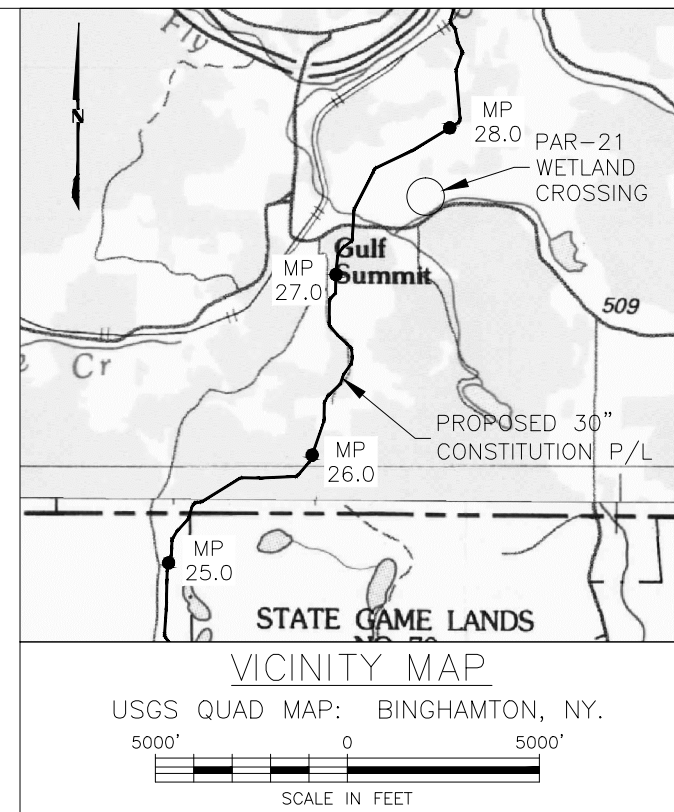 Fly
N
MP
28.0
PAR-21
WETLAND
CROSSING
Gulf
Summit
MP
27.0
509
Cr
PROPOSED 30"
CONSTITUTION P/L
MP
26.0
MP
25.0
STATE GAME LANDS
VICINITY MAP
USGS QUAD MAP: BINGHAMTON, NY.
5000' 0 5000'
SCALE IN FEET